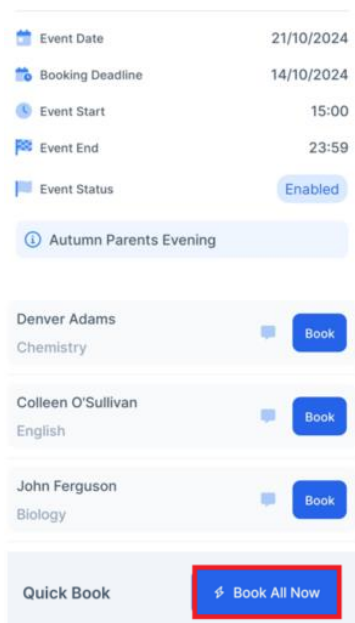 Event Date 21/10/2024
Booking Deadline 14/10/2024
Event Start 15:00
Event End 23:59
Event Status Enabled
Autumn Parents Evening
Denver Adams
Chemistry
Book
Colleen O'Sullivan
English
Book
John Ferguson
Biology
Book
Quick Book Book All Now